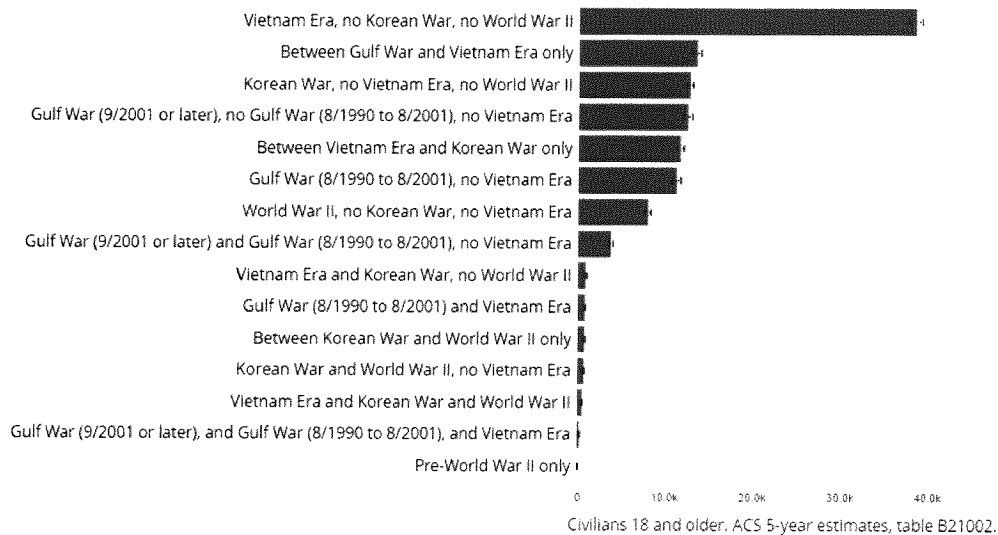 Vietnam Era, no Korean War, no World War II
Between Gulf War and Vietnam Era only
Korean War, no Vietnam Era, no World War II
Gulf War (9/2001 or later), no Gulf War (8/1990 to 8/2001), no Vietnam Era
Between Vietnam Era and Korean War only
Gulf War (8/1990 to 8/2001), no Vietnam Era
World War II, no Korean War, no Vietnam Era
Gulf War (9/2001 or later) and Gulf War (8/1990 to 8/2001), no Vietnam Era
Vietnam Era and Korean War, no World War II
Gulf War (8/1990 to 8/2001) and Vietnam Era
Between Korean War and World War II only
Korean War and World War II, no Vietnam Era
Vietnam Era and Korean War and World War II
Gulf War (9/2001 or later), and Gulf War (8/1990 to 8/2001), and Vietnam Era
Pre-World War II only
0 10.0k 20.0k 30.0k 40.0k
Civilians 18 and older. ACS 5-year estimates, table B21002.